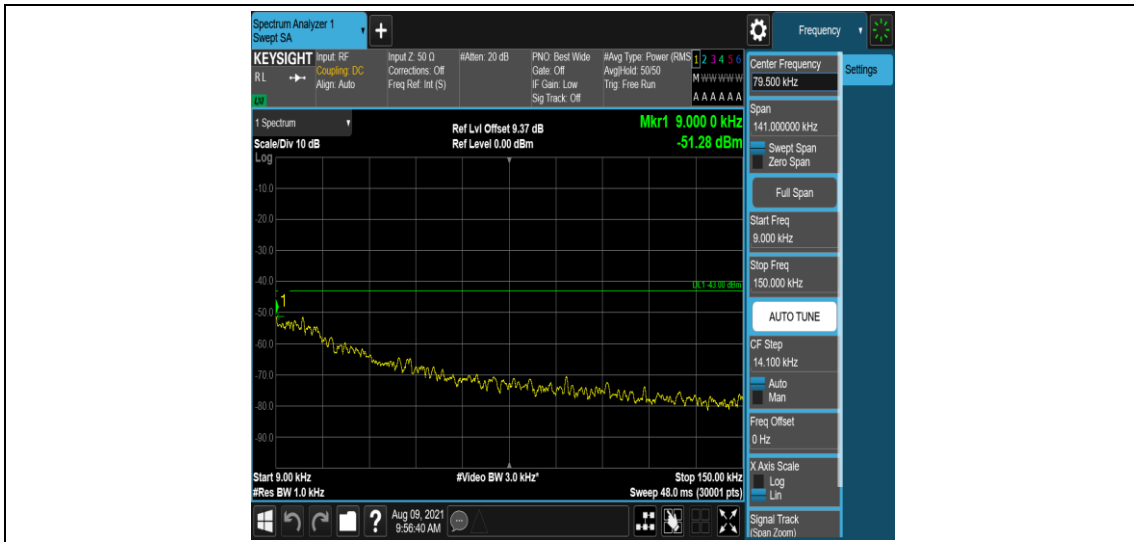 Spectrum Analyzer 1
Swept SA
+
Frequency
KEYSIGHT
RL
LXI
Input: RF
Coupling: DC
Align: Auto
Input Z: 50 Ω
Corrections: Off
Freq Ref: Int (S)
#Atten: 20 dB
PNO: Best Wide
Gate: Off
IF Gain: Low
Sig Track: Off
#Avg Type: Power (RMS
Avg|Hold: 50/50
Trig: Free Run
1 2 3 4 5 6
M W W W W W
A A A A A A
1 Spectrum
Scale/Div 10 dB
Ref Lvl Offset 9.37 dB
Ref Level 0.00 dBm
Mkr1 9.000 0 kHz
-51.28 dBm
Log
-10.0
-20.0
-30.0
-40.0
-50.0
-60.0
-70.0
-80.0
-90.0
DL1 -43.00 dBm
1
Start 9.00 kHz
#Res BW 1.0 kHz
#Video BW 3.0 kHz*
Stop 150.00 kHz
Sweep 48.0 ms (30001 pts)
Center Frequency
79.500 kHz
Settings
Span
141.000000 kHz
Swept Span
Zero Span
Full Span
Start Freq
9.000 kHz
Stop Freq
150.000 kHz
AUTO TUNE
CF Step
14.100 kHz
Auto
Man
Freq Offset
0 Hz
X Axis Scale
Log
Lin
Signal Track
(Span Zoom)
?
Aug 09, 2021
9:56:40 AM